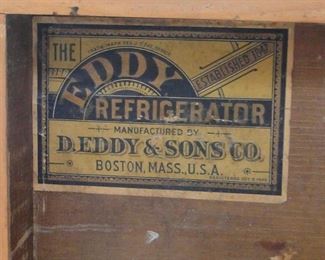 THE
EDDY
ESTABLISHED 1847
REFRIGERATOR
MANUFACTURED BY
D. EDDY & SONS CO.
BOSTON, MASS., U.S.A.